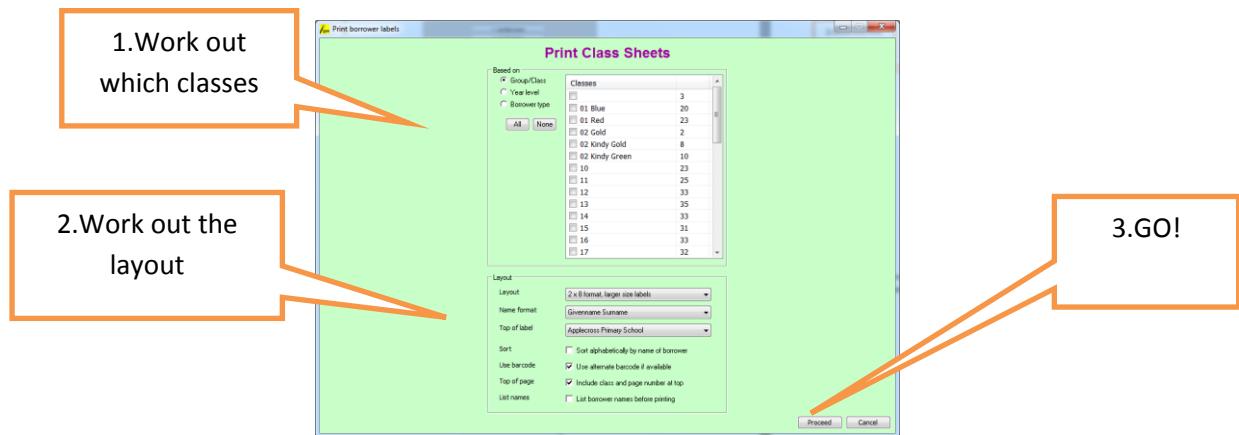 1.Work out
which classes
Print borrower labels
Print Class Sheets
Based on
Group/Class
Year level
Borrower type
All None
Classes
3
01 Blue 20
01 Red 23
02 Gold 2
02 Kindy Gold 8
02 Kindy Green 10
10 23
11 25
12 33
13 35
14 33
15 31
16 33
17 32
2.Work out the
layout
Layout
Layout 2 x 8 format, larger size labels
Name format Givenname Surname
Top of label Applecross Primary School
Sort Sort alphabetically by name of borrower
Use barcode Use alternate barcode if available
Top of page Include class and page number at top
List names List borrower names before printing
Proceed Cancel
3.GO!